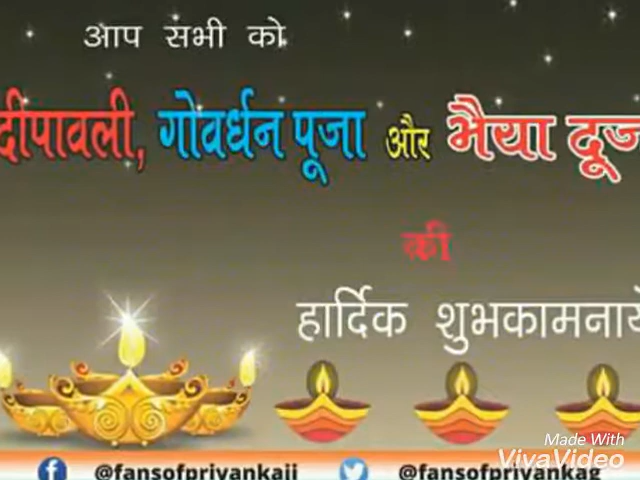 आप सभी को
दीपावली, गोवर्धन पूजा और भैया दूज
की
हार्दिक शुभकामनाये
@fansofpriyankaji @fansofpriyankag
Made With
VivaVideo